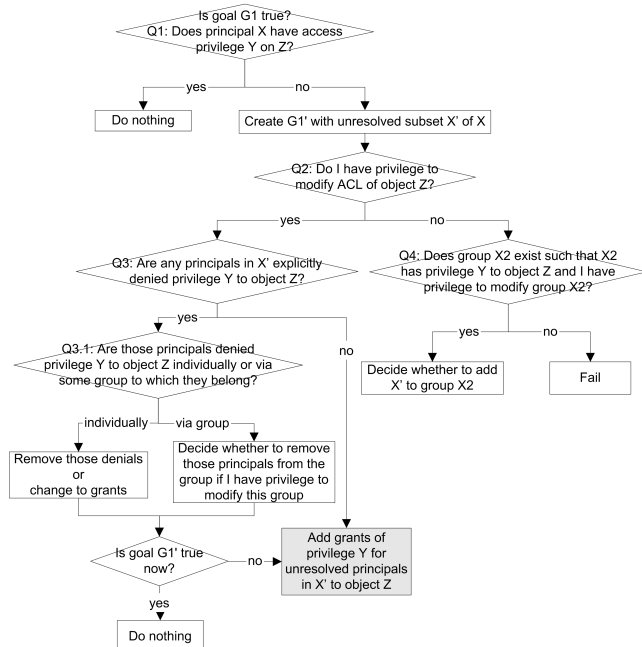 Is goal G1 true?
Q1: Does principal X have access
privilege Y on Z?
yes
no
Do nothing
Create G1' with unresolved subset X' of X
Q2: Do I have privilege to
modify ACL of object Z?
yes
no
Q3: Are any principals in X' explicitly
denied privilege Y to object Z?
Q4: Does group X2 exist such that X2
has privilege Y to object Z and I have
privilege to modify group X2?
yes
no
yes
no
Q3.1: Are those principals denied
privilege Y to object Z individually or via
some group to which they belong?
Decide whether to add
X' to group X2
Fail
individually
via group
Remove those denials
or
change to grants
Decide whether to remove
those principals from the
group if I have privilege to
modify this group
Is goal G1' true
now?
no
Add grants of
privilege Y for
unresolved principals
in X' to object Z
yes
Do nothing